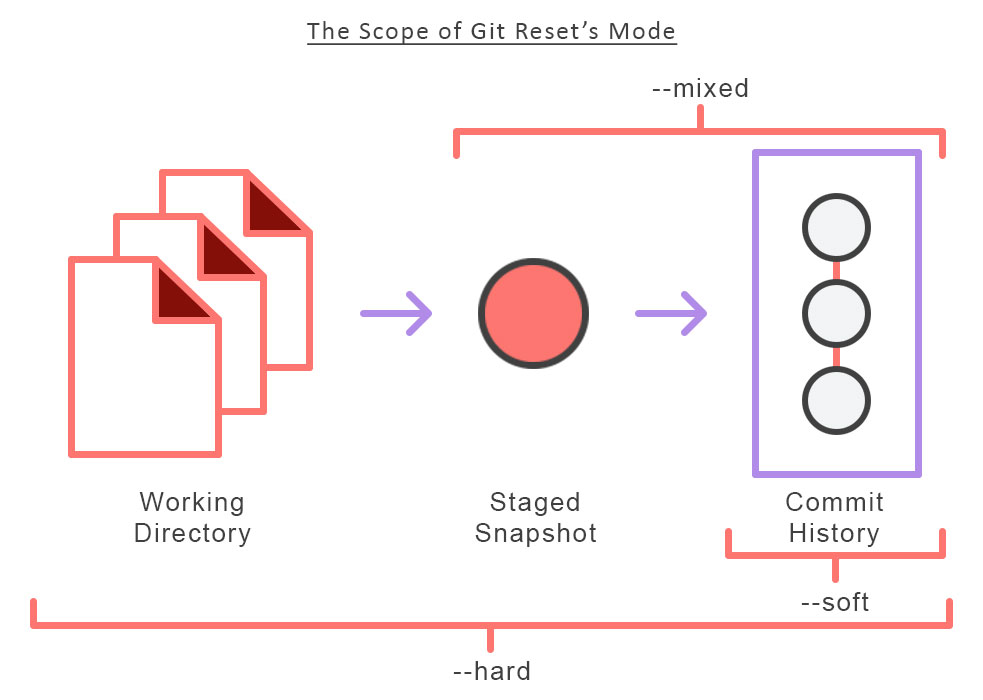 The Scope of Git Reset’s Mode
--mixed
Working
Directory
Staged
Snapshot
Commit
History
--soft
--hard